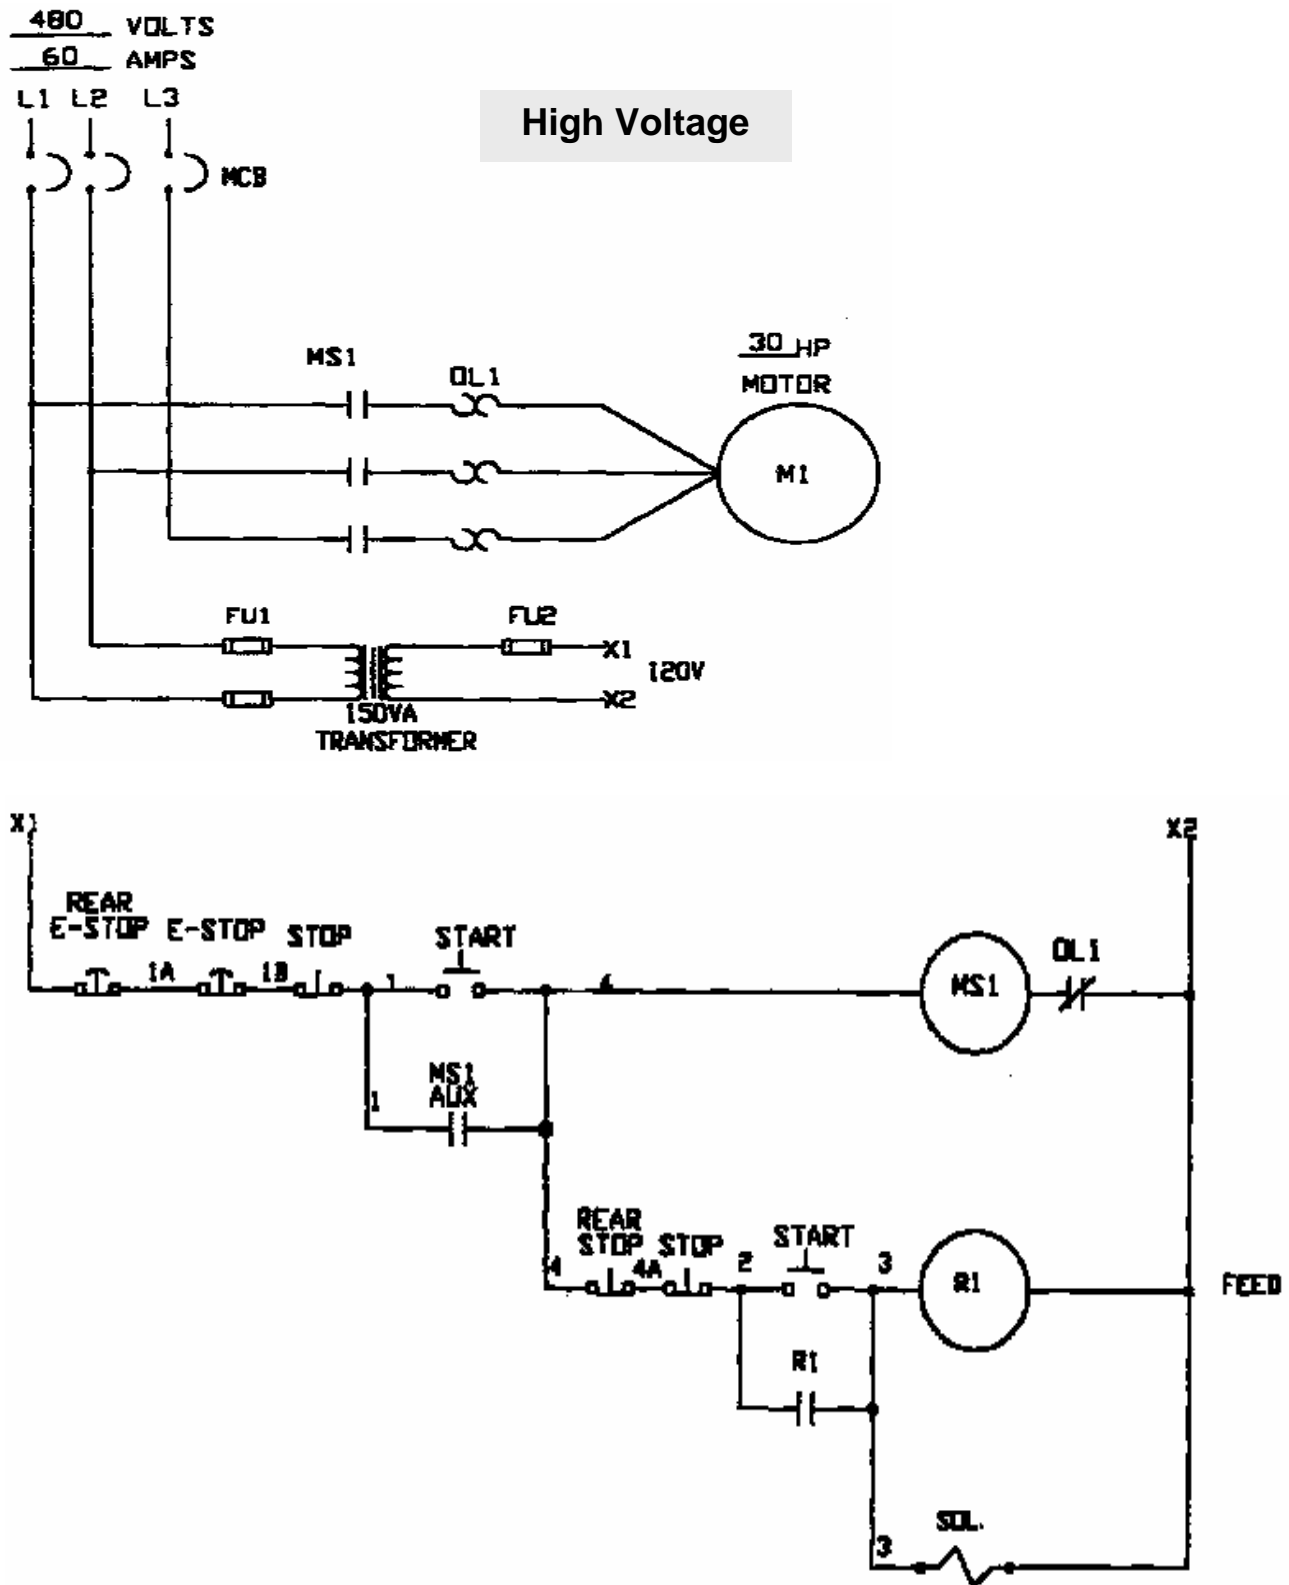 480 VOLTS
60 AMPS
L1 L2 L3
High Voltage
MCB
MS1
OL1
30 HP
MOTOR
M1
FU1
FU2
X1
120V
X2
150VA
TRANSFORMER
X1
X2
REAR
E-STOP E-STOP STOP START
1A 1B 1
MS1
OL1
MS1
AUX
1
REAR
STOP STOP START
4 4A 2 3
R1
FEED
R1
SOL.
3